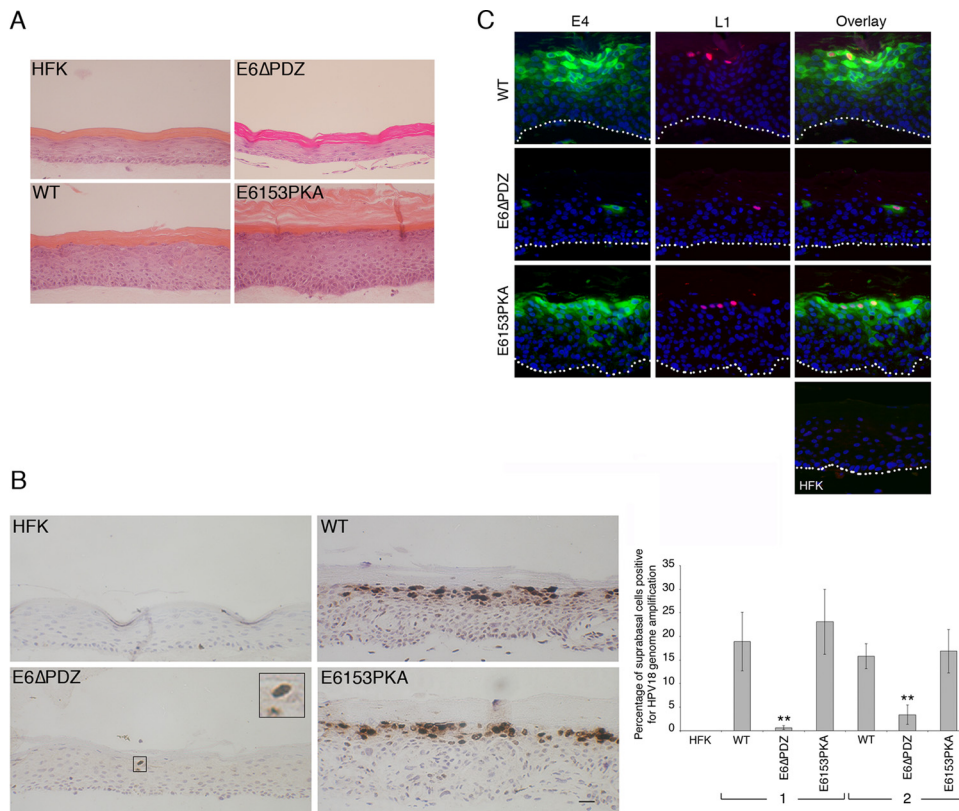 A
HFK
E6ΔPDZ
WT
E6153PKA
C
E4
L1
Overlay
WT
E6ΔPDZ
E6153PKA
HFK
B
HFK
WT
E6ΔPDZ
E6153PKA
Percentage of suprabasal cells positive
for HPV18 genome amplification
35
30
25
20
15
10
5
0
**
**
HFK
WT
E6ΔPDZ
E6153PKA
WT
E6ΔPDZ
E6153PKA
1
2